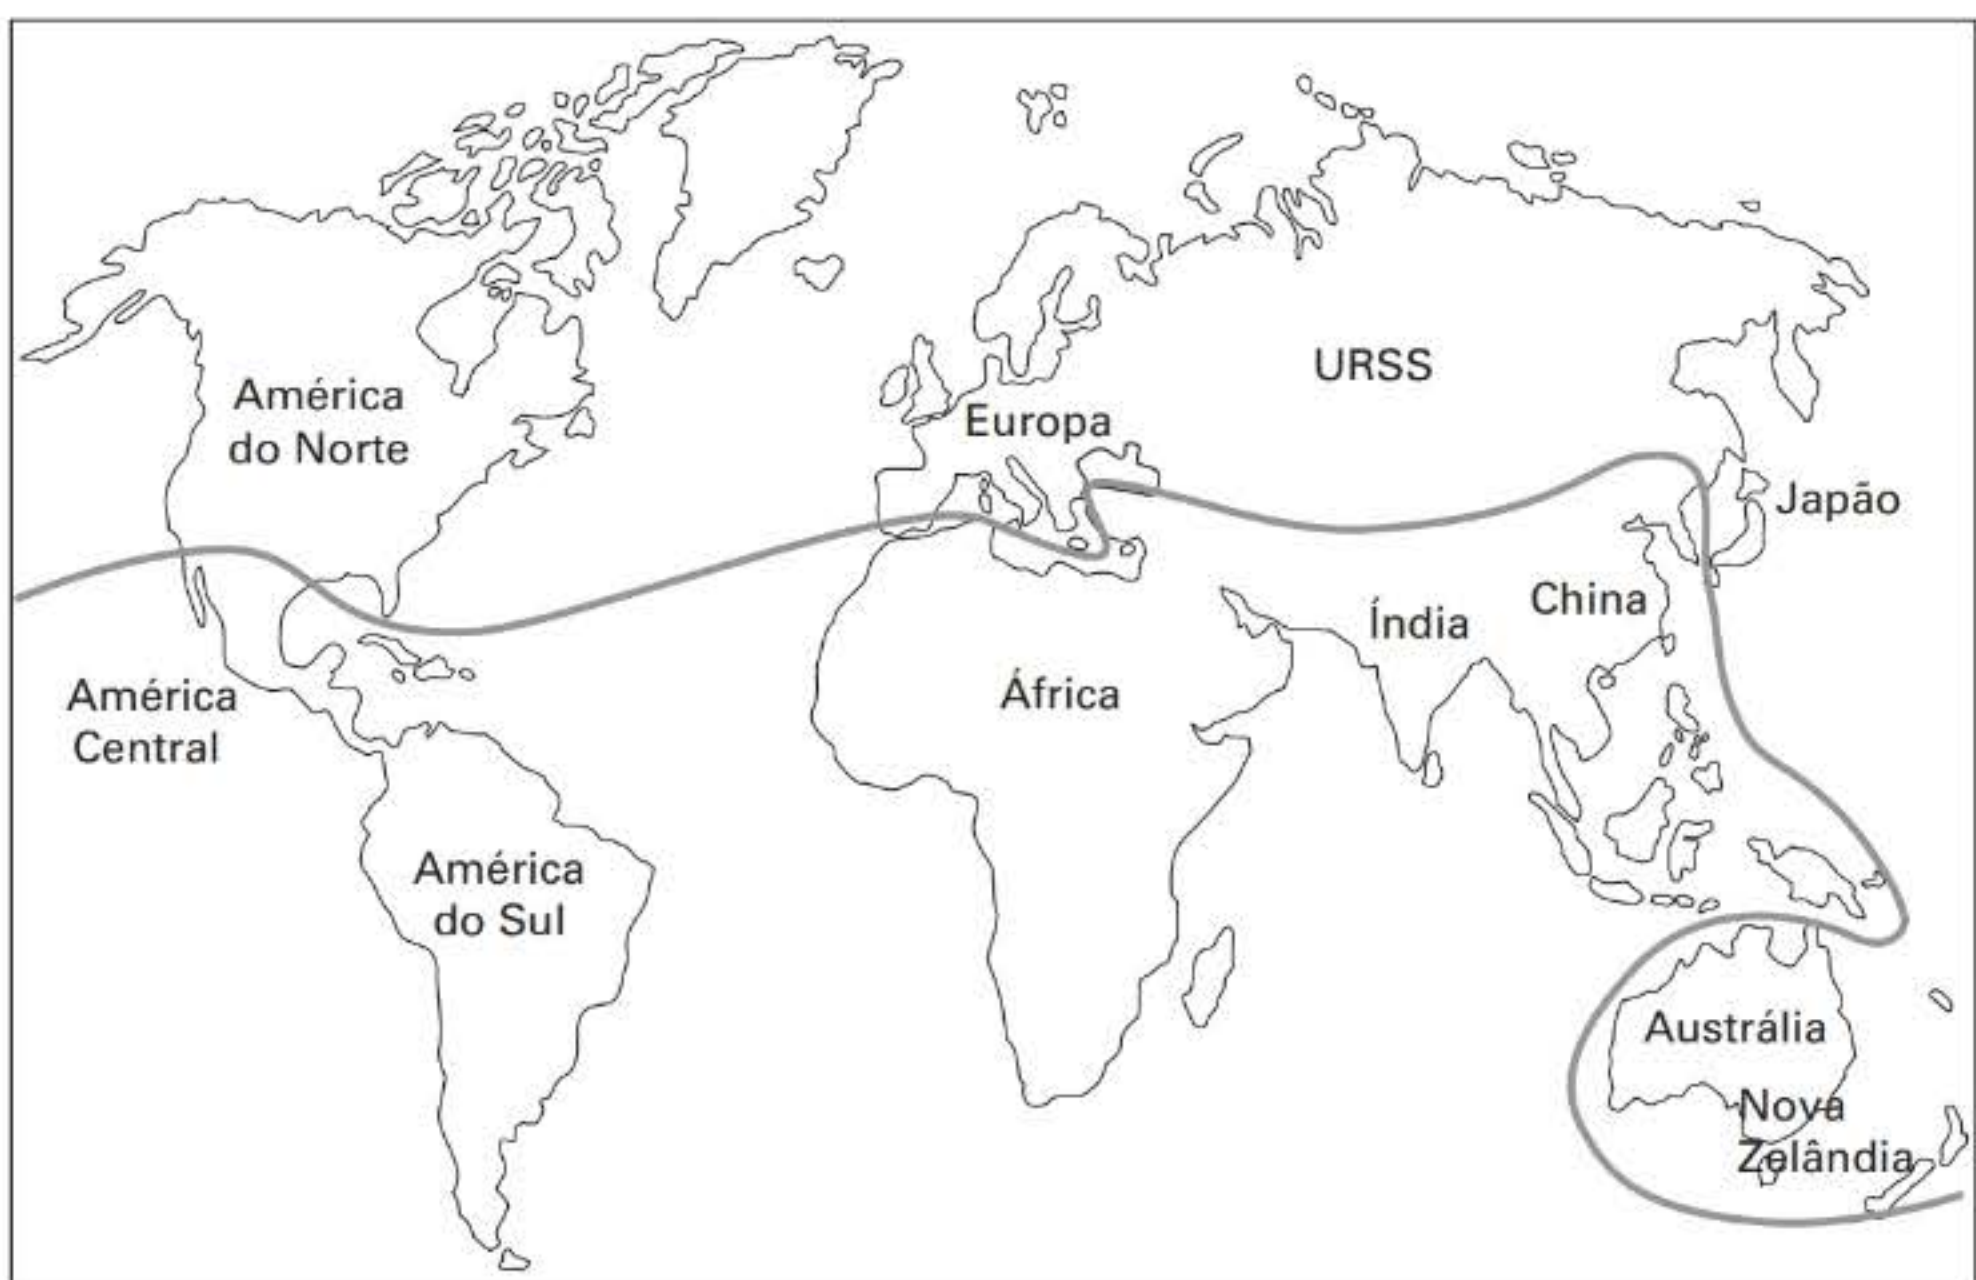 URSS
América
do Norte
Europa
Japão
China
Índia
América
Central
África
América
do Sul
Austrália
Nova
Zelândia